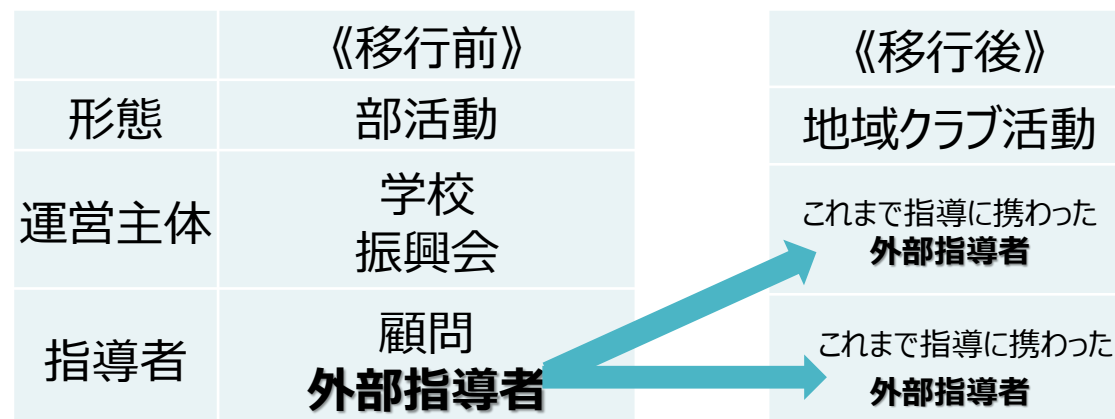 《移行前》
《移行後》
形態
部活動
地域クラブ活動
運営主体
学校
振興会
これまで指導に携わった
外部指導者
指導者
顧問
外部指導者
これまで指導に携わった
外部指導者